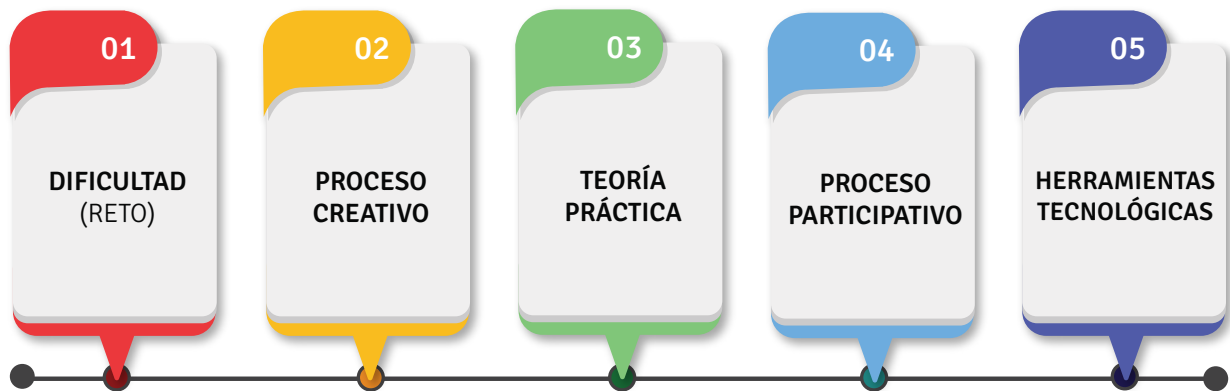 01
DIFICULTAD
(RETO)
02
PROCESO
CREATIVO
03
TEORÍA
PRÁCTICA
04
PROCESO
PARTICIPATIVO
05
HERRAMIENTAS
TECNOLÓGICAS